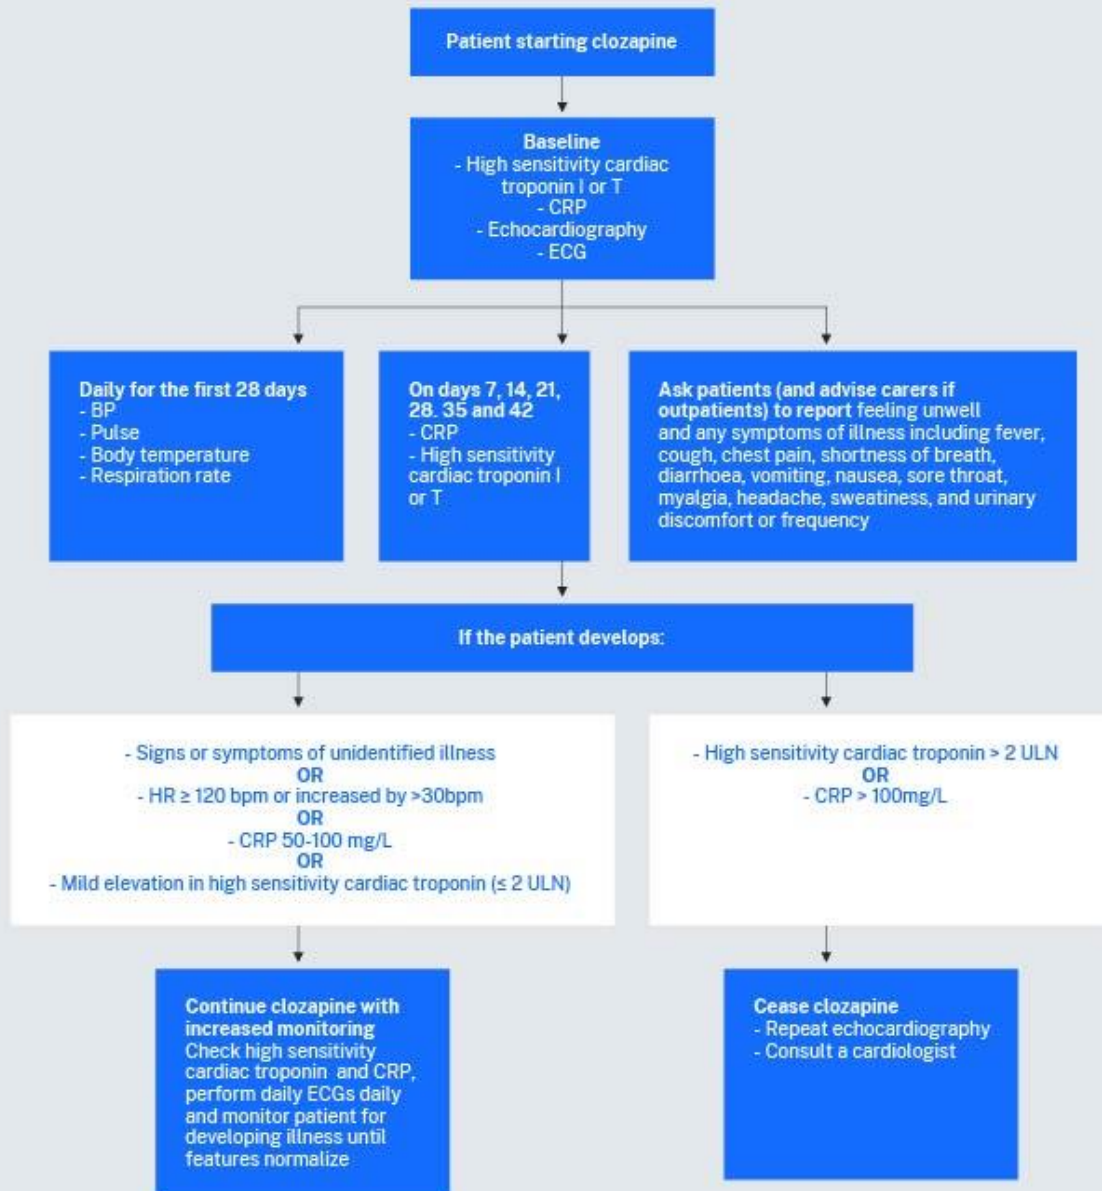 Patient starting clozapine
Baseline
- High sensitivity cardiac
troponin I or T
- CRP
- Echocardiography
- ECG
Daily for the first 28 days
- BP
- Pulse
- Body temperature
- Respiration rate
On days 7, 14, 21,
28. 35 and 42
- CRP
- High sensitivity
cardiac troponin I
or T
Ask patients (and advise carers if
outpatients) to report feeling unwell
and any symptoms of illness including fever,
cough, chest pain, shortness of breath,
diarrhoea, vomiting, nausea, sore throat,
myalgia, headache, sweatiness, and urinary
discomfort or frequency
If the patient develops:
- Signs or symptoms of unidentified illness
OR
- HR ≥ 120 bpm or increased by >30bpm
OR
- CRP 50-100 mg/L
OR
- Mild elevation in high sensitivity cardiac troponin (≤ 2 ULN)
- High sensitivity cardiac troponin > 2 ULN
OR
- CRP > 100mg/L
Continue clozapine with
increased monitoring
Check high sensitivity
cardiac troponin and CRP,
perform daily ECGs daily
and monitor patient for
developing illness until
features normalize
Cease clozapine
- Repeat echocardiography
- Consult a cardiologist